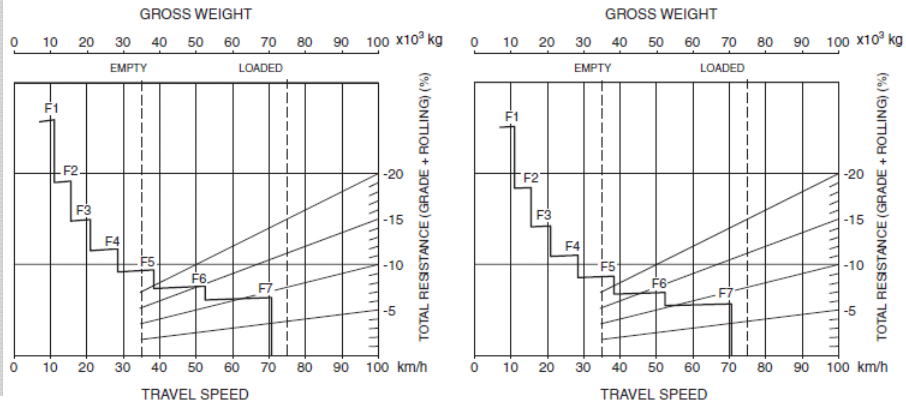 GROSS WEIGHT
0 10 20 30 40 50 60 70 80 90 100 x10³ kg
EMPTY LOADED
F1
F2
F3
F4
F5
F6
F7
-20
-15
-10
-5
TOTAL RESISTANCE (GRADE + ROLLING) (%)
0 10 20 30 40 50 60 70 80 90 100 km/h
TRAVEL SPEED
GROSS WEIGHT
0 10 20 30 40 50 60 70 80 90 100 x10³ kg
EMPTY LOADED
F1
F2
F3
F4
F5
F6
F7
-20
-15
-10
-5
TOTAL RESISTANCE (GRADE + ROLLING) (%)
0 10 20 30 40 50 60 70 80 90 100 km/h
TRAVEL SPEED